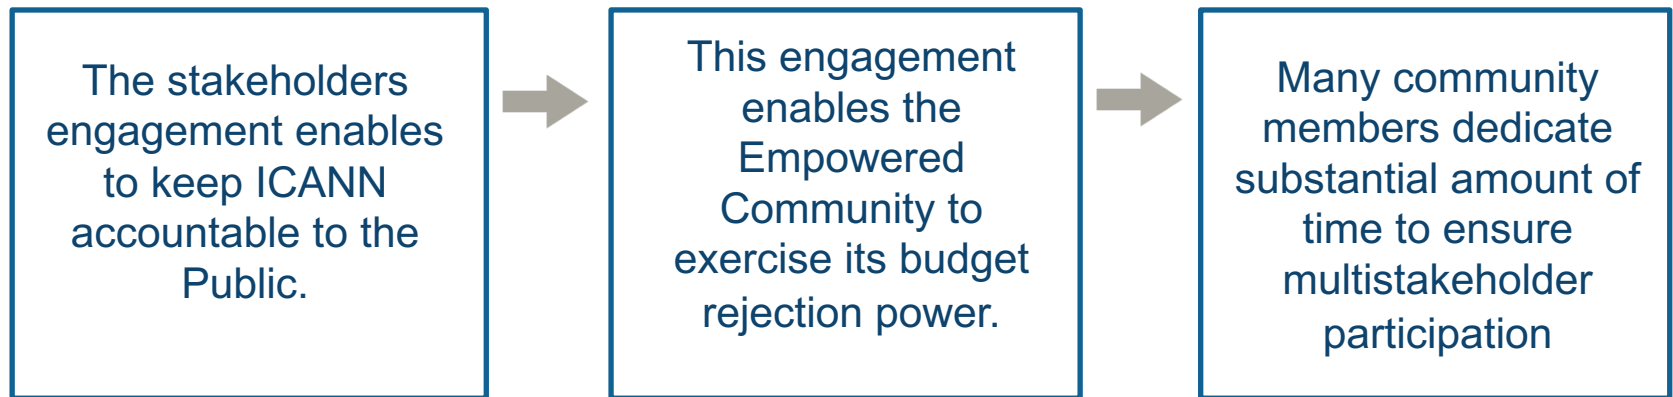 The stakeholders
engagement enables
to keep ICANN
accountable to the
Public.
This engagement
enables the
Empowered
Community to
exercise its budget
rejection power.
Many community
members dedicate
substantial amount of
time to ensure
multistakeholder
participation